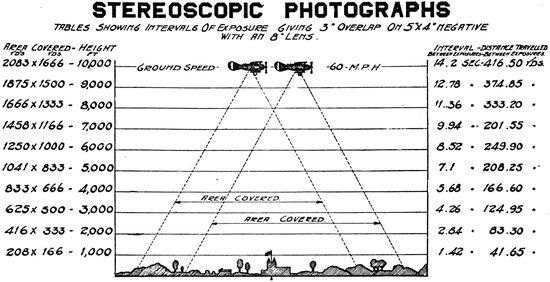 STEREOSCOPIC PHOTOGRAPHS
TABLES SHOWING INTERVALS OF EXPOSURE GIVING 3" OVERLAP ON 5"X4" NEGATIVE
WITH AN 8" LENS.
AREA COVERED - HEIGHT INTERVAL - DISTANCE TRAVELLED
YDS YDS FT BETWEEN EXPOSURES - BETWEEN EXPOSURES.
2083 X 1666 - 10,000 GROUND SPEED - 60 - M.P.H 14.2 SEC - 416.50 YDS.
1875 X 1500 - 9,000 12.78 " 374.85 "
1666 X 1333 - 8,000 11.36 " 333.20 "
1458 X 1166 - 7,000 9.94 " 201.55 "
1250 X 1000 - 6,000 8.52 " 249.90 "
1041 X 833 - 5,000 7.1 " 208.25 "
833 X 666 - 4,000 5.68 " 166.60 "
AREA COVERED
625 X 500 - 3,000 4.26 " 124.95 "
AREA COVERED
416 X 333 - 2,000 2.84 " 83.30 "
208 X 166 - 1,000 1.42 " 41.65 "